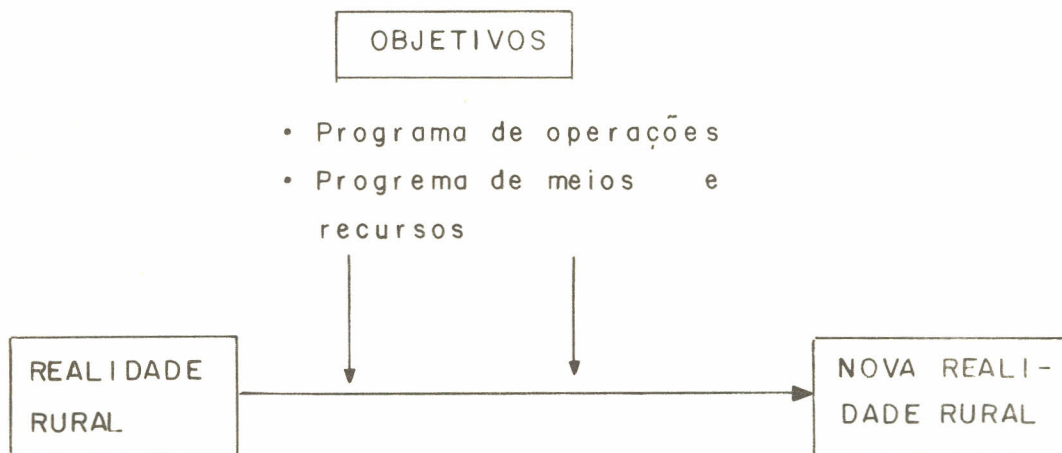 OBJETIVOS
• Programa de operações
• Progrema de meios e
recursos
REALIDADE
RURAL
NOVA REALI-
DADE RURAL